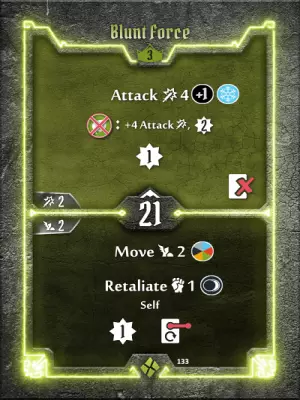 Blunt Force
3
Attack 4 +1
: +4 Attack , 2
1
2
21
2
Move 2
Retaliate 1
Self
1
133